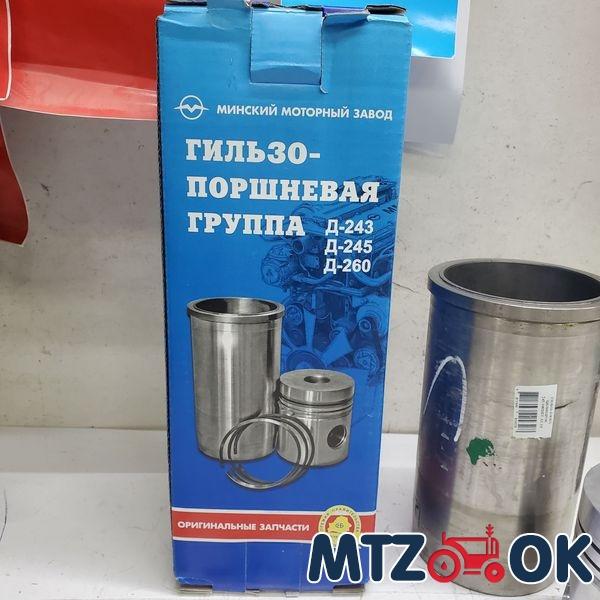 МИНСКИЙ МОТОРНЫЙ ЗАВОД
ГИЛЬЗО-
ПОРШНЕВАЯ
ГРУППА
Д-243
Д-245
Д-260
ОРИГИНАЛЬНЫЕ ЗАПЧАСТИ
MTZ OK